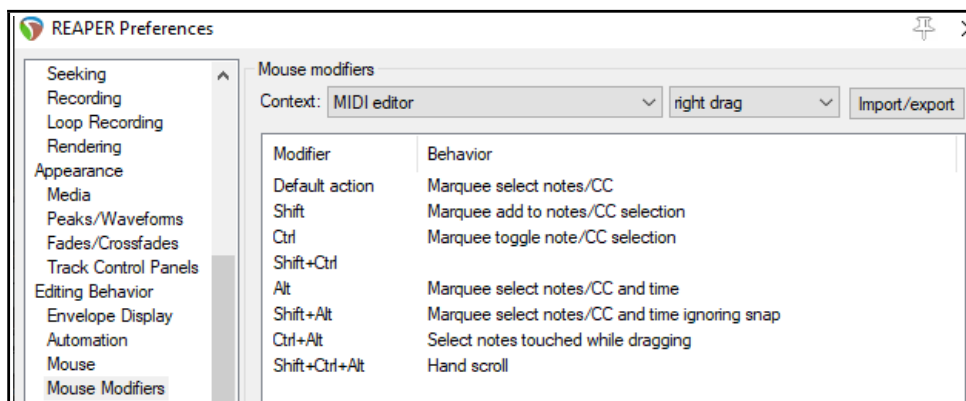 REAPER Preferences
Seeking
Recording
Loop Recording
Rendering
Appearance
Media
Peaks/Waveforms
Fades/Crossfades
Track Control Panels
Editing Behavior
Envelope Display
Automation
Mouse
Mouse Modifiers
Mouse modifiers
Context: MIDI editor right drag Import/export
Modifier Behavior
Default action Marquee select notes/CC
Shift Marquee add to notes/CC selection
Ctrl Marquee toggle note/CC selection
Shift+Ctrl
Alt Marquee select notes/CC and time
Shift+Alt Marquee select notes/CC and time ignoring snap
Ctrl+Alt Select notes touched while dragging
Shift+Ctrl+Alt Hand scroll